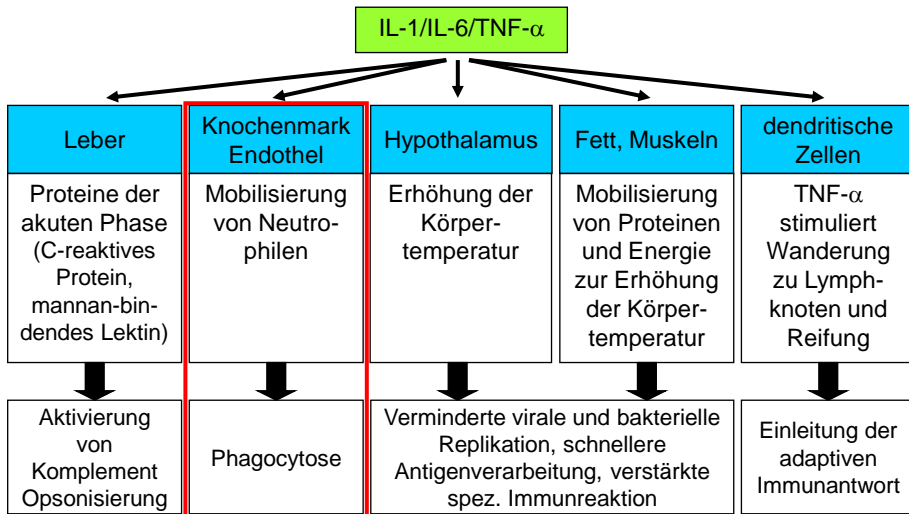 IL-1/IL-6/TNF-α
Leber
Knochenmark
Endothel
Hypothalamus
Fett, Muskeln
dendritische
Zellen
Proteine der
akuten Phase
(C-reaktives
Protein,
mannan-bin-
dendes Lektin)
Mobilisierung
von Neutro-
philen
Erhöhung der
Körper-
temperatur
Mobilisierung
von Proteinen
und Energie
zur Erhöhung
der Körper-
temperatur
TNF-α
stimuliert
Wanderung
zu Lymph-
knoten und
Reifung
Aktivierung
von
Komplement
Opsonisierung
Phagocytose
Verminderte virale und bakterielle
Replikation, schnellere
Antigenverarbeitung, verstärkte
spez. Immunreaktion
Einleitung der
adaptiven
Immunantwort